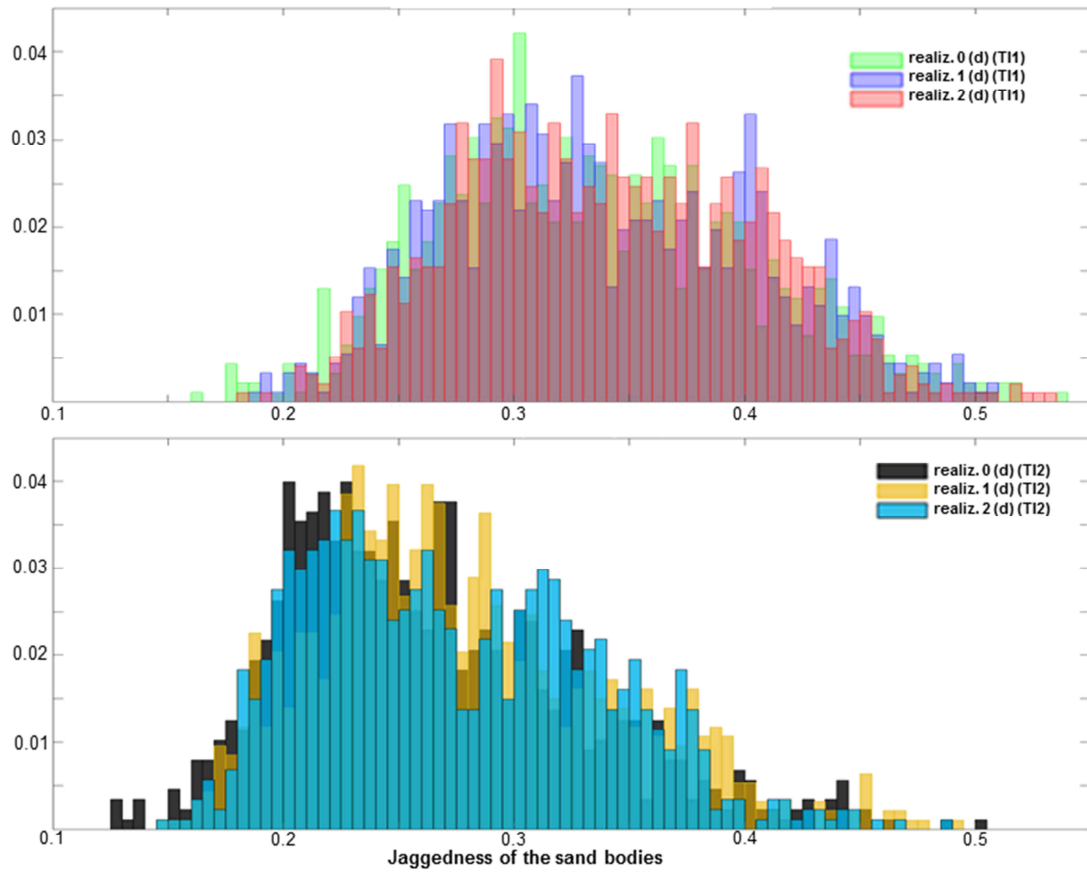 0.04
0.03
0.02
0.01
realiz. 0 (d) (TI1)
realiz. 1 (d) (TI1)
realiz. 2 (d) (TI1)
0.1 0.2 0.3 0.4 0.5
0.04
0.03
0.02
0.01
realiz. 0 (d) (TI2)
realiz. 1 (d) (TI2)
realiz. 2 (d) (TI2)
0.1 0.2 0.3 0.4 0.5
Jaggedness of the sand bodies